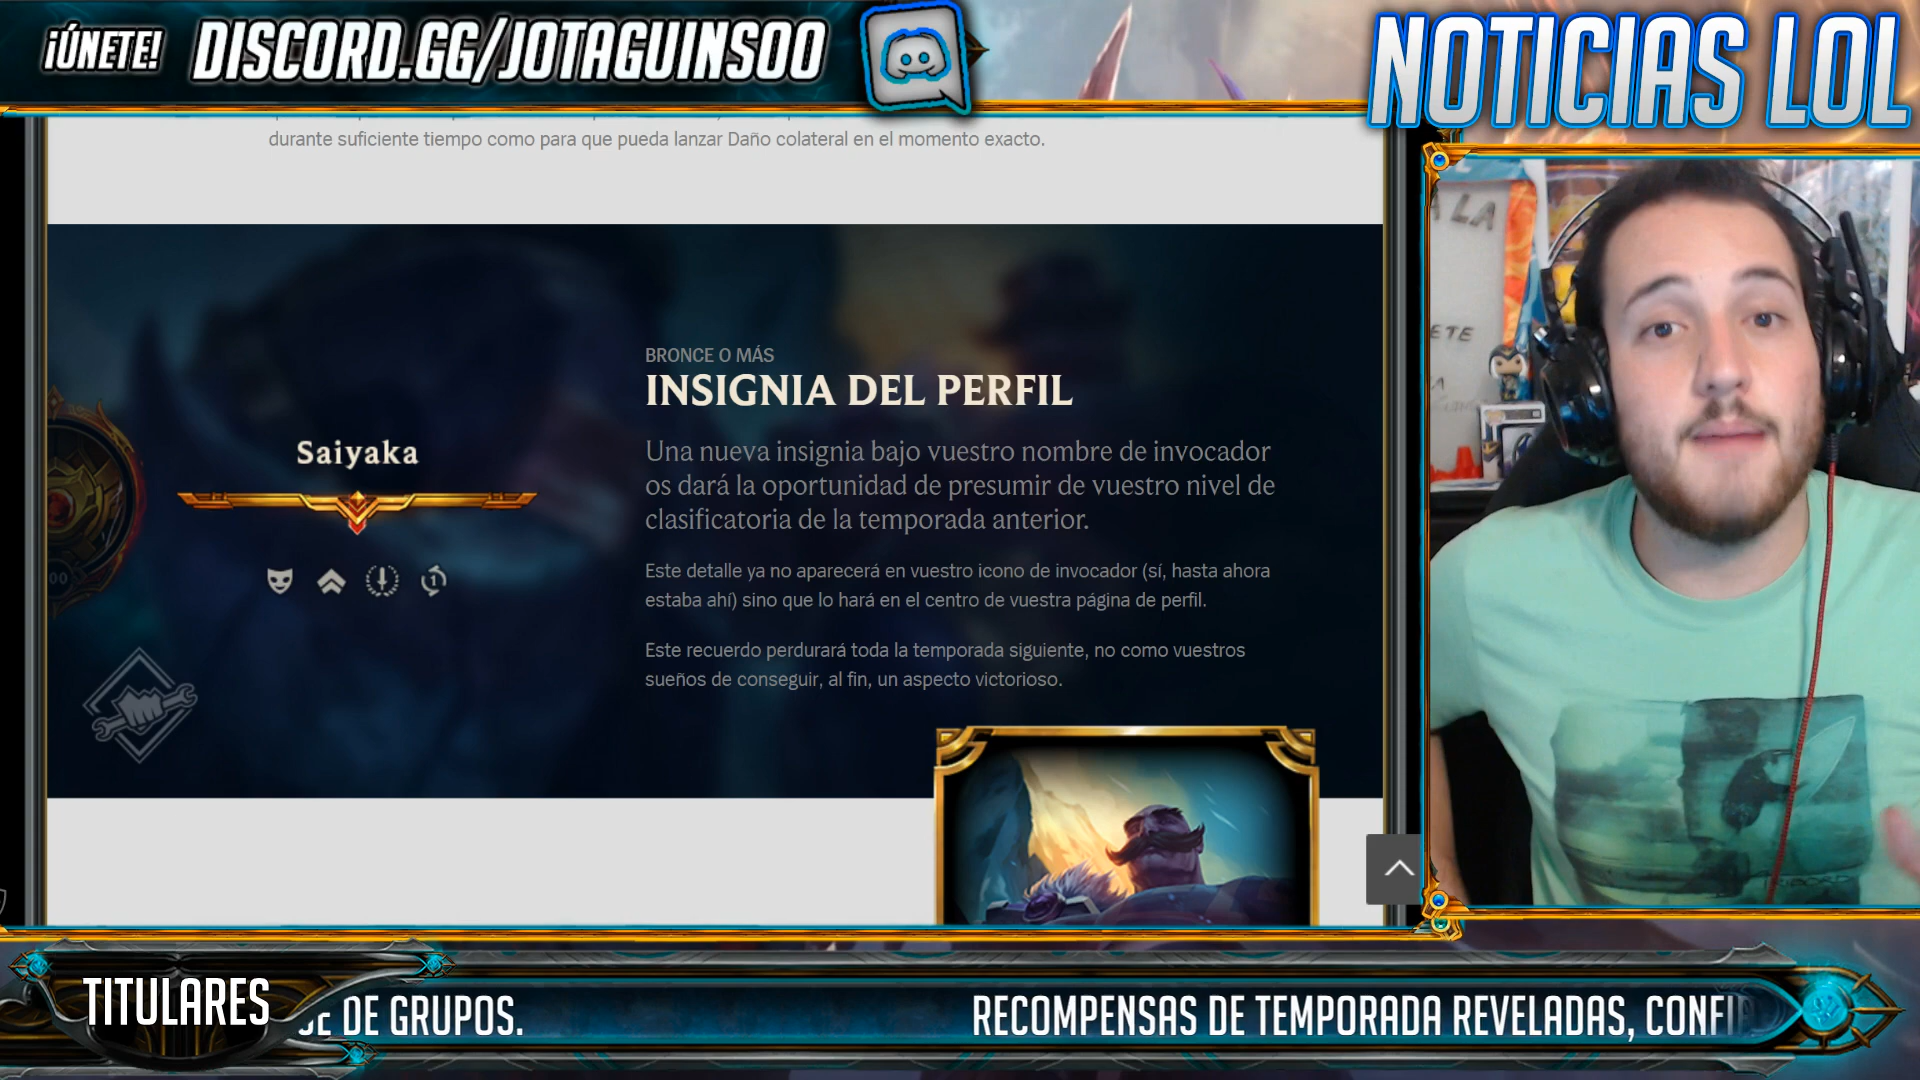 ¡ÚNETE!
DISCORD.GG/JOTAGUINSOO
NOTICIAS LOL
durante suficiente tiempo como para que pueda lanzar Daño colateral en el momento exacto.
BRONCE O MÁS
INSIGNIA DEL PERFIL
Saiyaka
Una nueva insignia bajo vuestro nombre de invocador
os dará la oportunidad de presumir de vuestro nivel de
clasificatoria de la temporada anterior.
Este detalle ya no aparecerá en vuestro icono de invocador (sí, hasta ahora
estaba ahí) sino que lo hará en el centro de vuestra página de perfil.
Este recuerdo perdurará toda la temporada siguiente, no como vuestros
sueños de conseguir, al fin, un aspecto victorioso.
1
00
A LA
ETE
TITULARES
DE GRUPOS.
RECOMPENSAS DE TEMPORADA REVELADAS, CONFI